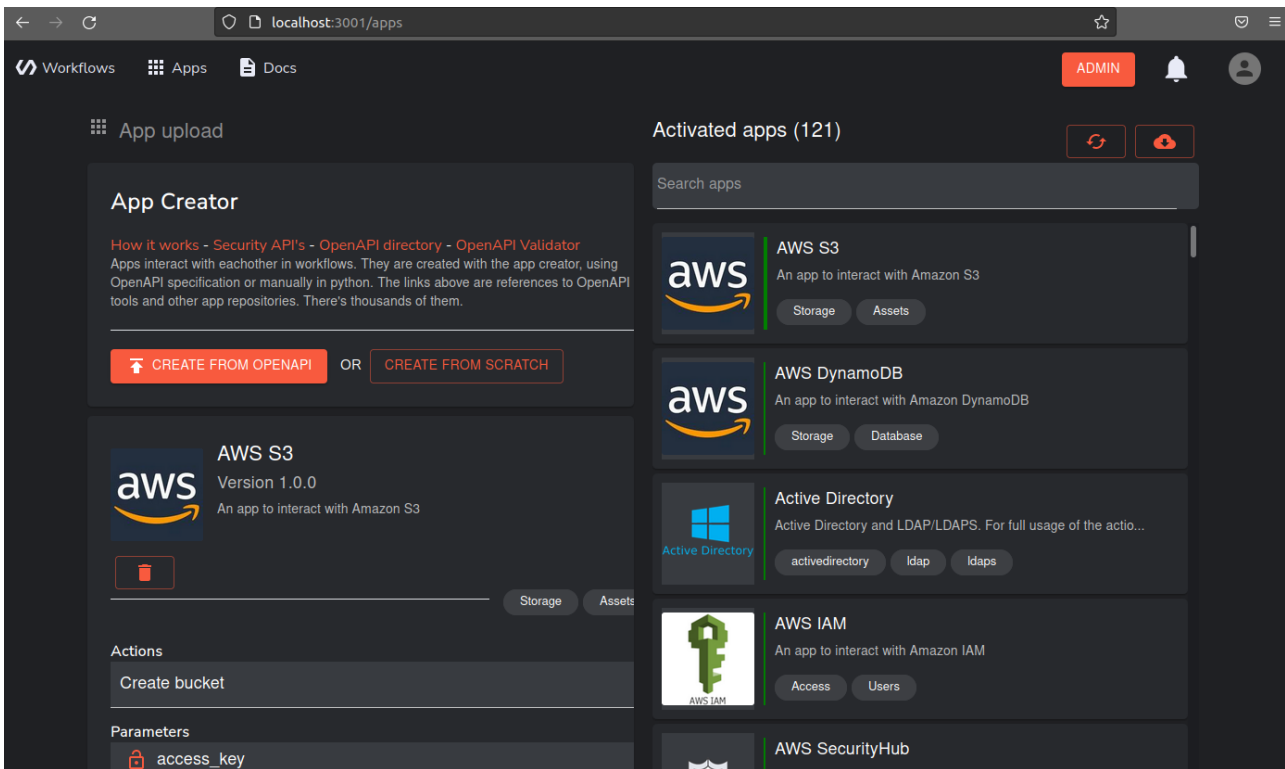 localhost:3001/apps
Workflows
Apps
Docs
ADMIN
App upload
App Creator
How it works - Security API's - OpenAPI directory - OpenAPI Validator
Apps interact with eachother in workflows. They are created with the app creator, using
OpenAPI specification or manually in python. The links above are references to OpenAPI
tools and other app repositories. There's thousands of them.
CREATE FROM OPENAPI
OR
CREATE FROM SCRATCH
aws
AWS S3
Version 1.0.0
An app to interact with Amazon S3
Storage
Assets
Actions
Create bucket
Parameters
access_key
Activated apps (121)
Search apps
aws
AWS S3
An app to interact with Amazon S3
Storage
Assets
aws
AWS DynamoDB
An app to interact with Amazon DynamoDB
Storage
Database
Active Directory
Active Directory
Active Directory and LDAP/LDAPS. For full usage of the actio...
activedirectory
ldap
ldaps
AWS IAM
AWS IAM
An app to interact with Amazon IAM
Access
Users
AWS SecurityHub